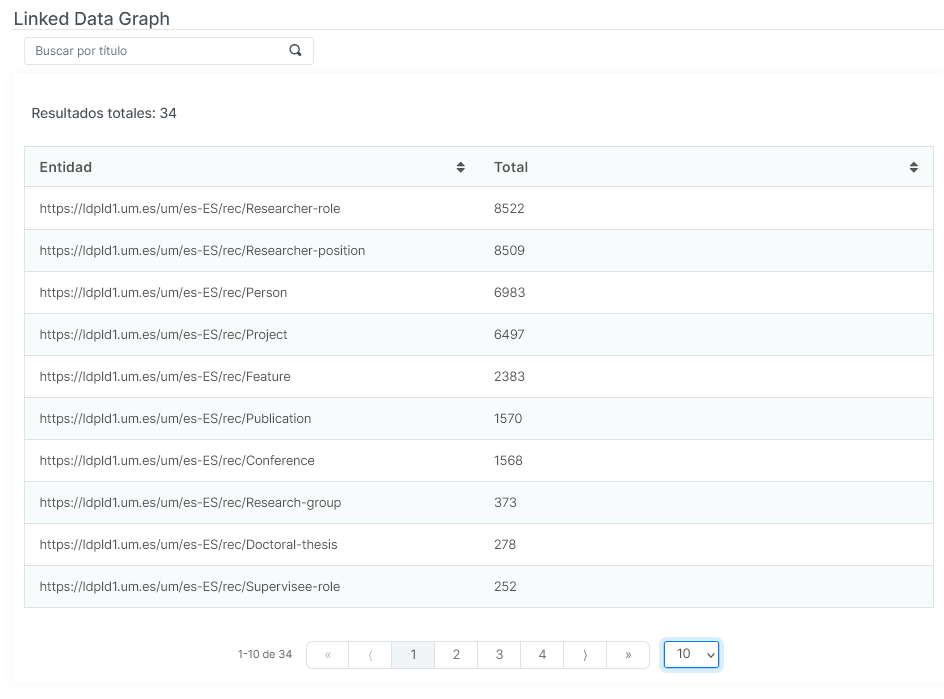 Linked Data Graph
Buscar por título
Resultados totales: 34
Entidad Total
https://ldpld1.um.es/um/es-ES/rec/Researcher-role 8522
https://ldpld1.um.es/um/es-ES/rec/Researcher-position 8509
https://ldpld1.um.es/um/es-ES/rec/Person 6983
https://ldpld1.um.es/um/es-ES/rec/Project 6497
https://ldpld1.um.es/um/es-ES/rec/Feature 2383
https://ldpld1.um.es/um/es-ES/rec/Publication 1570
https://ldpld1.um.es/um/es-ES/rec/Conference 1568
https://ldpld1.um.es/um/es-ES/rec/Research-group 373
https://ldpld1.um.es/um/es-ES/rec/Doctoral-thesis 278
https://ldpld1.um.es/um/es-ES/rec/Supervisee-role 252
1-10 de 34 « ⟨ 1 2 3 4 ⟩ » 10